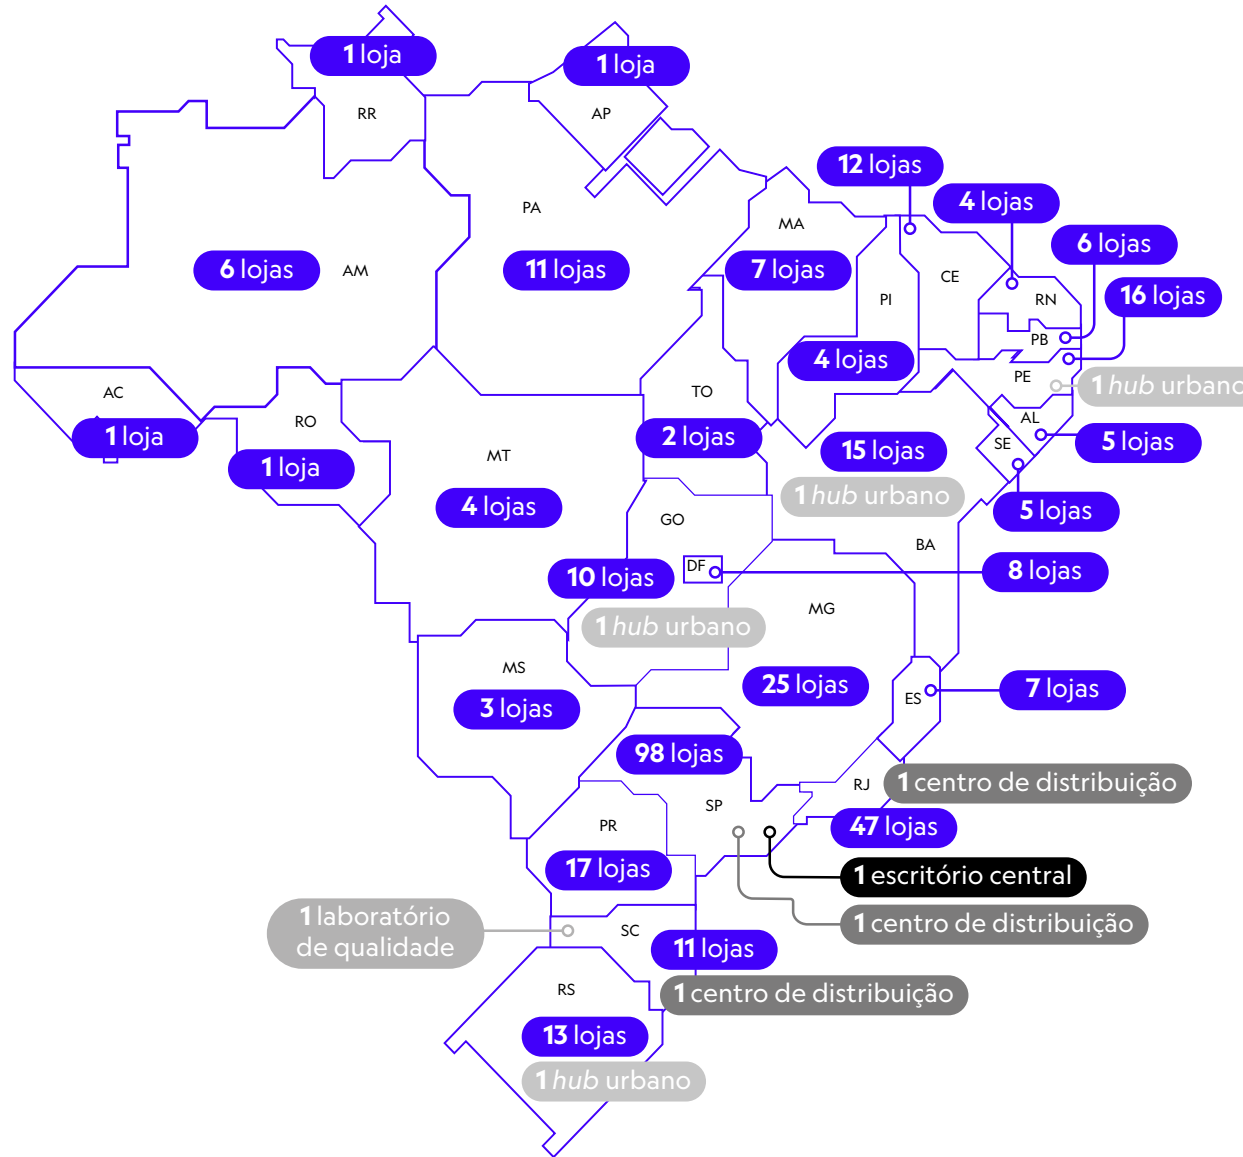 1 loja
1 loja
RR
AP
12 lojas
4 lojas
PA
MA
6 lojas
6 lojas
AM
11 lojas
7 lojas
CE
PI
RN
16 lojas
PB
4 lojas
PE
1 hub urbano
AC
TO
RO
AL
1 loja
2 lojas
SE
5 lojas
1 loja
MT
15 lojas
1 hub urbano
4 lojas
GO
5 lojas
BA
DF
8 lojas
10 lojas
MG
1 hub urbano
MS
25 lojas
ES
7 lojas
3 lojas
98 lojas
RJ
1 centro de distribuição
SP
PR
47 lojas
17 lojas
1 escritório central
1 laboratório
de qualidade
1 centro de distribuição
SC
11 lojas
RS
1 centro de distribuição
13 lojas
1 hub urbano